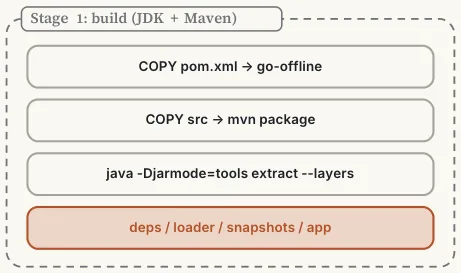 Stage 1: build (JDK + Maven)
COPY pom.xml → go-offline
COPY src → mvn package
java -Djarmode=tools extract --layers
deps / loader / snapshots / app